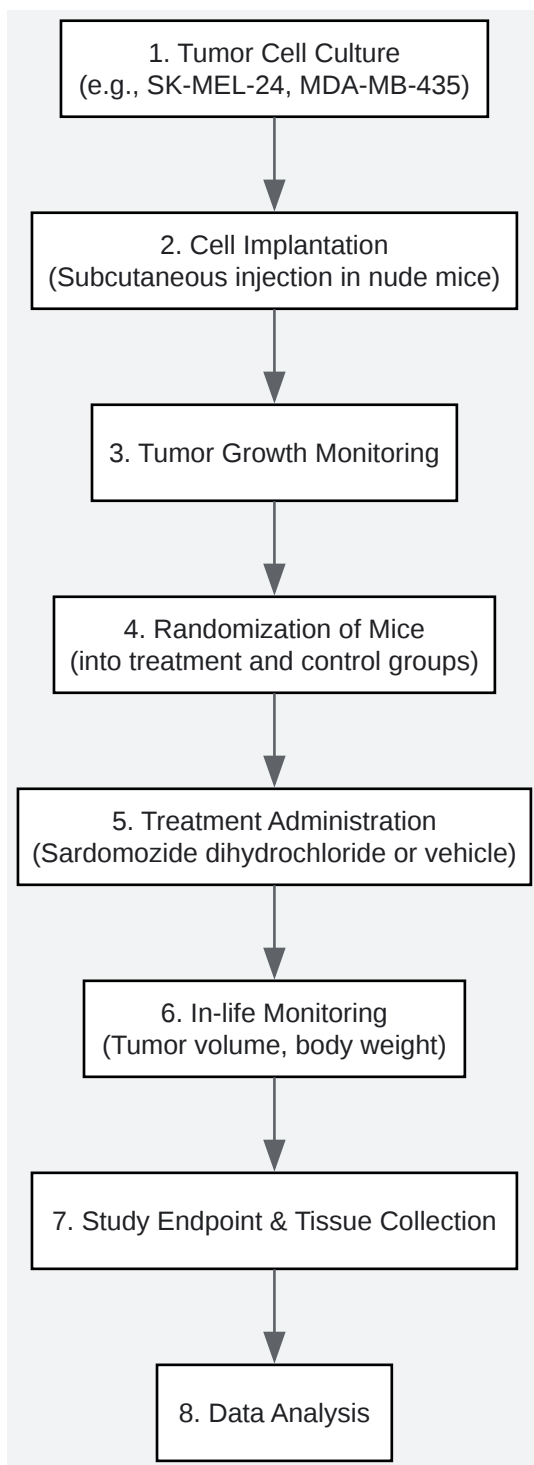 1. Tumor Cell Culture
(e.g., SK-MEL-24, MDA-MB-435)
2. Cell Implantation
(Subcutaneous injection in nude mice)
3. Tumor Growth Monitoring
4. Randomization of Mice
(into treatment and control groups)
5. Treatment Administration
(Sardomozide dihydrochloride or vehicle)
6. In-life Monitoring
(Tumor volume, body weight)
7. Study Endpoint & Tissue Collection
8. Data Analysis